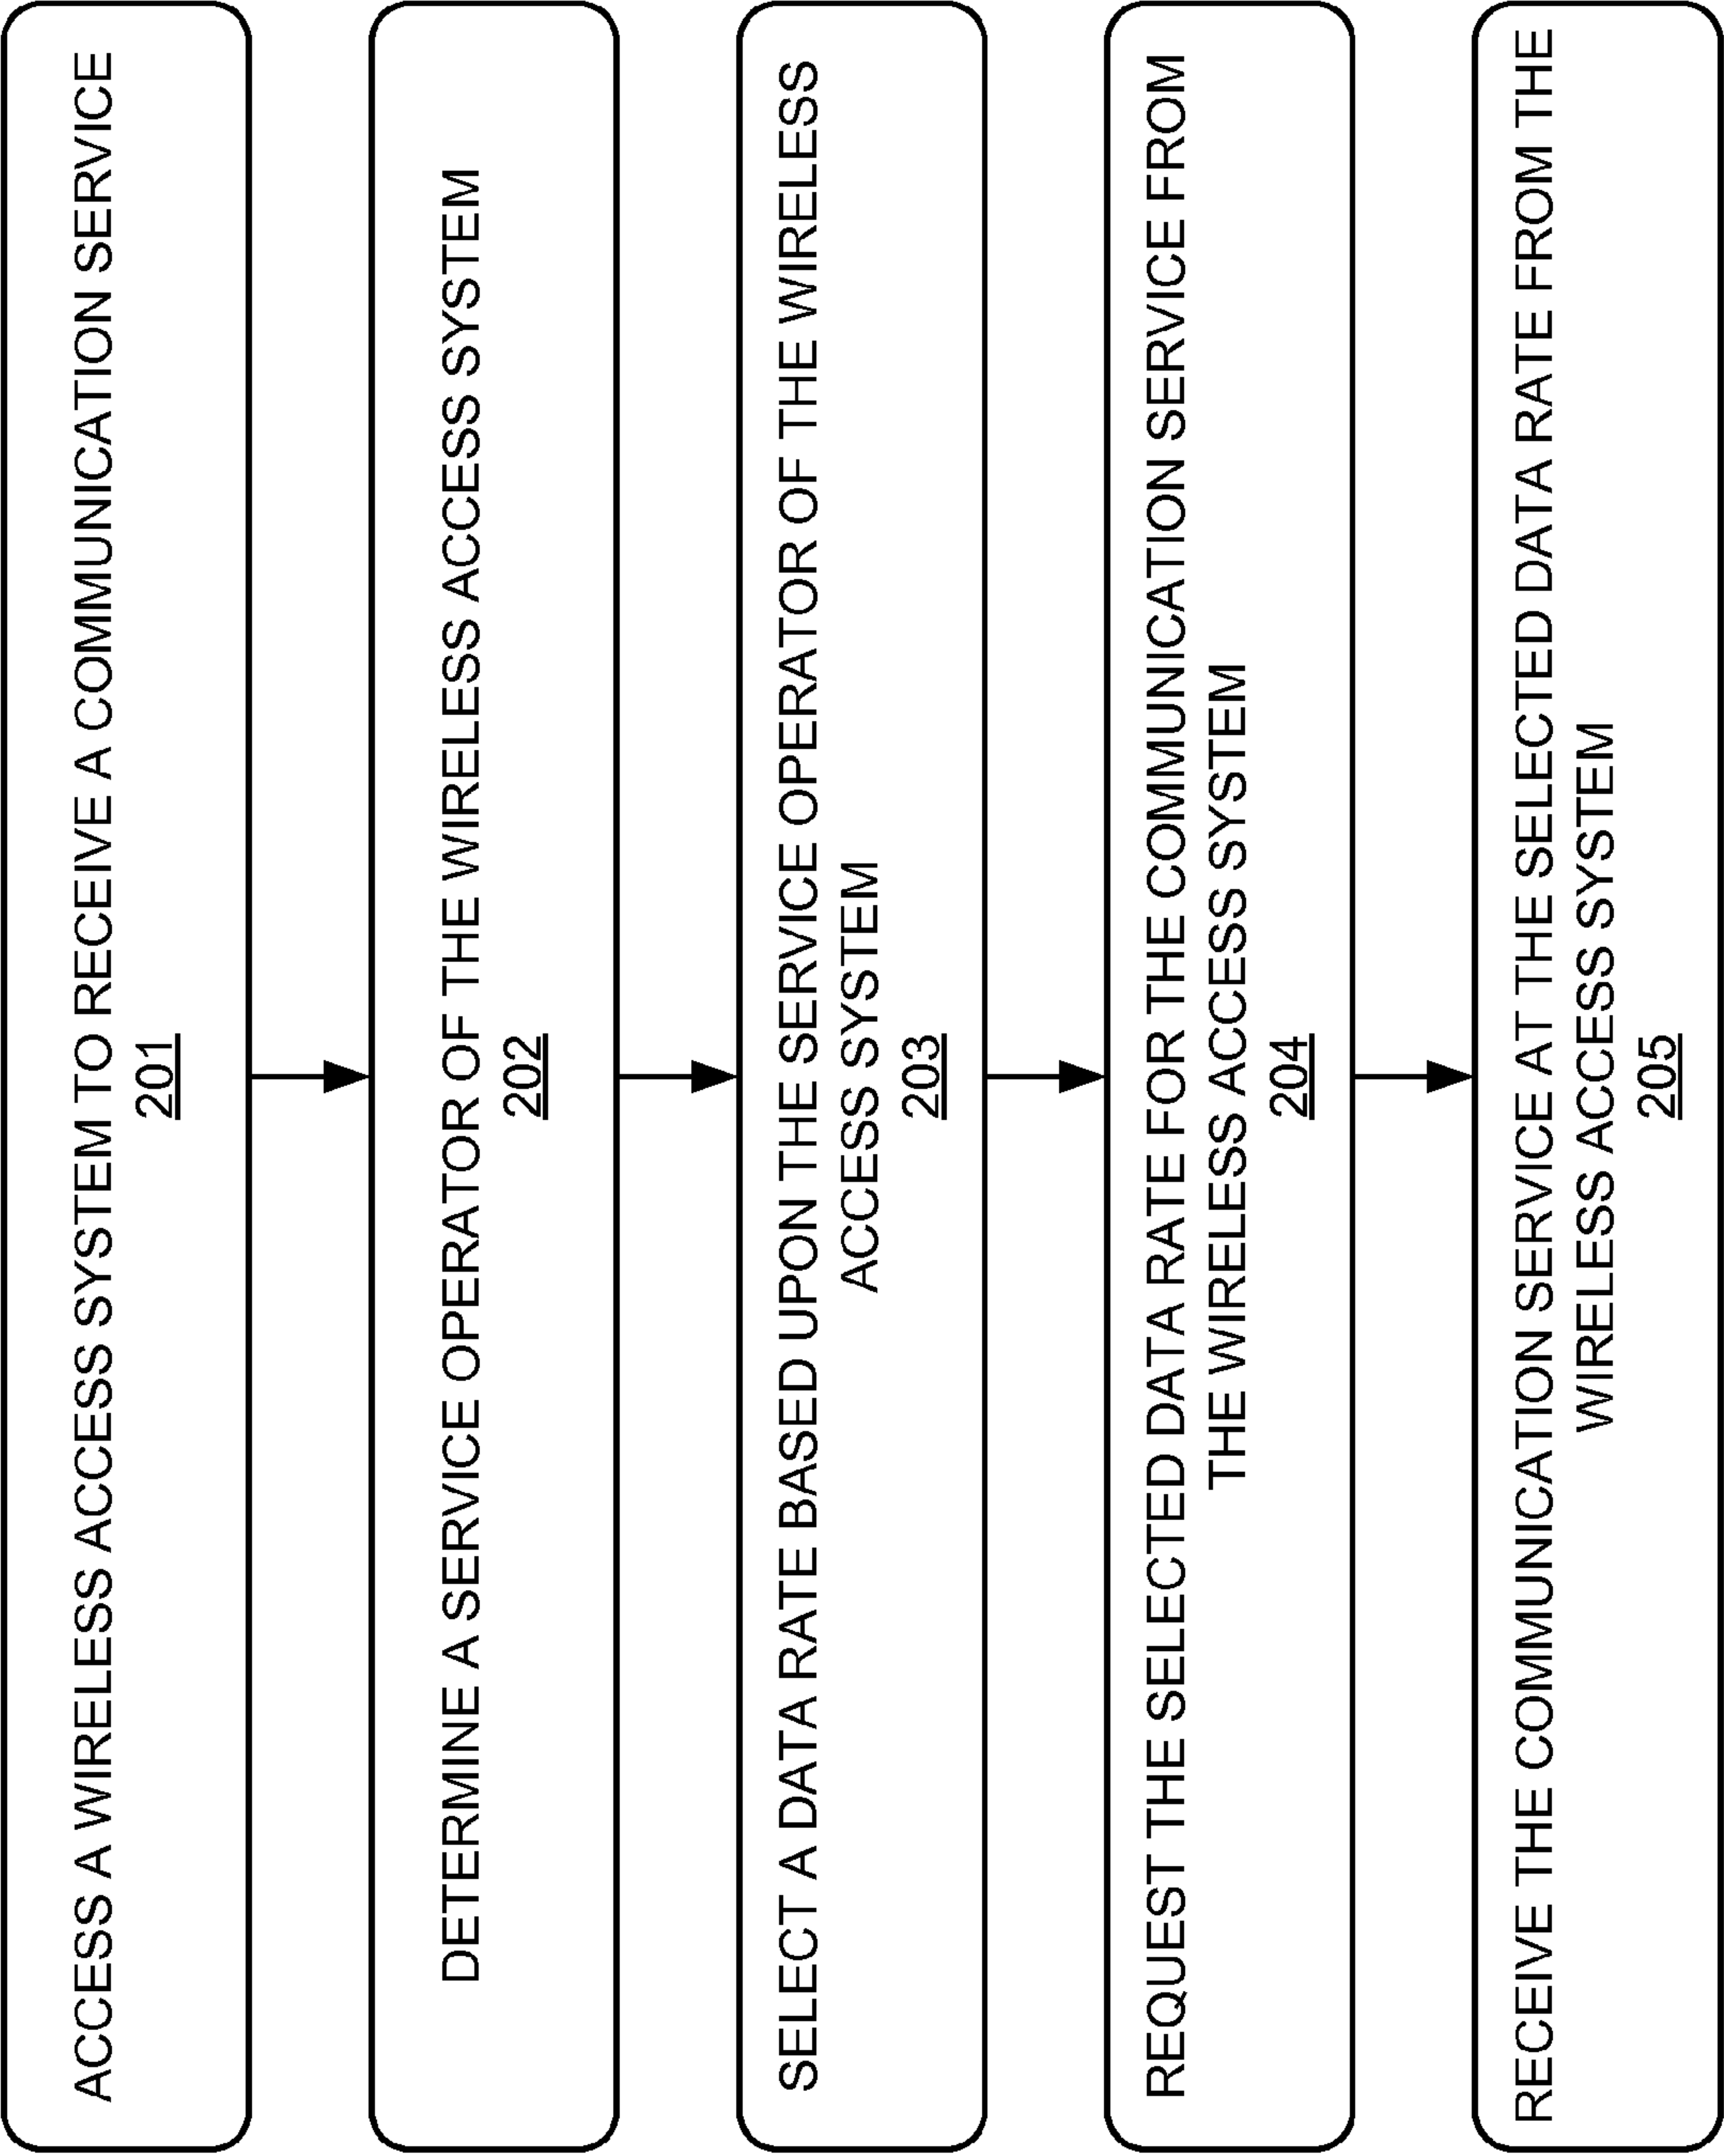 ACCESS A WIRELESS ACCESS SYSTEM TO RECEIVE A COMMUNICATION SERVICE
201
DETERMINE A SERVICE OPERATOR OF THE WIRELESS ACCESS SYSTEM
202
SELECT A DATA RATE BASED UPON THE SERVICE OPERATOR OF THE WIRELESS
ACCESS SYSTEM
203
REQUEST THE SELECTED DATA RATE FOR THE COMMUNICATION SERVICE FROM
THE WIRELESS ACCESS SYSTEM
204
RECEIVE THE COMMUNICATION SERVICE AT THE SELECTED DATA RATE FROM THE
WIRELESS ACCESS SYSTEM
205